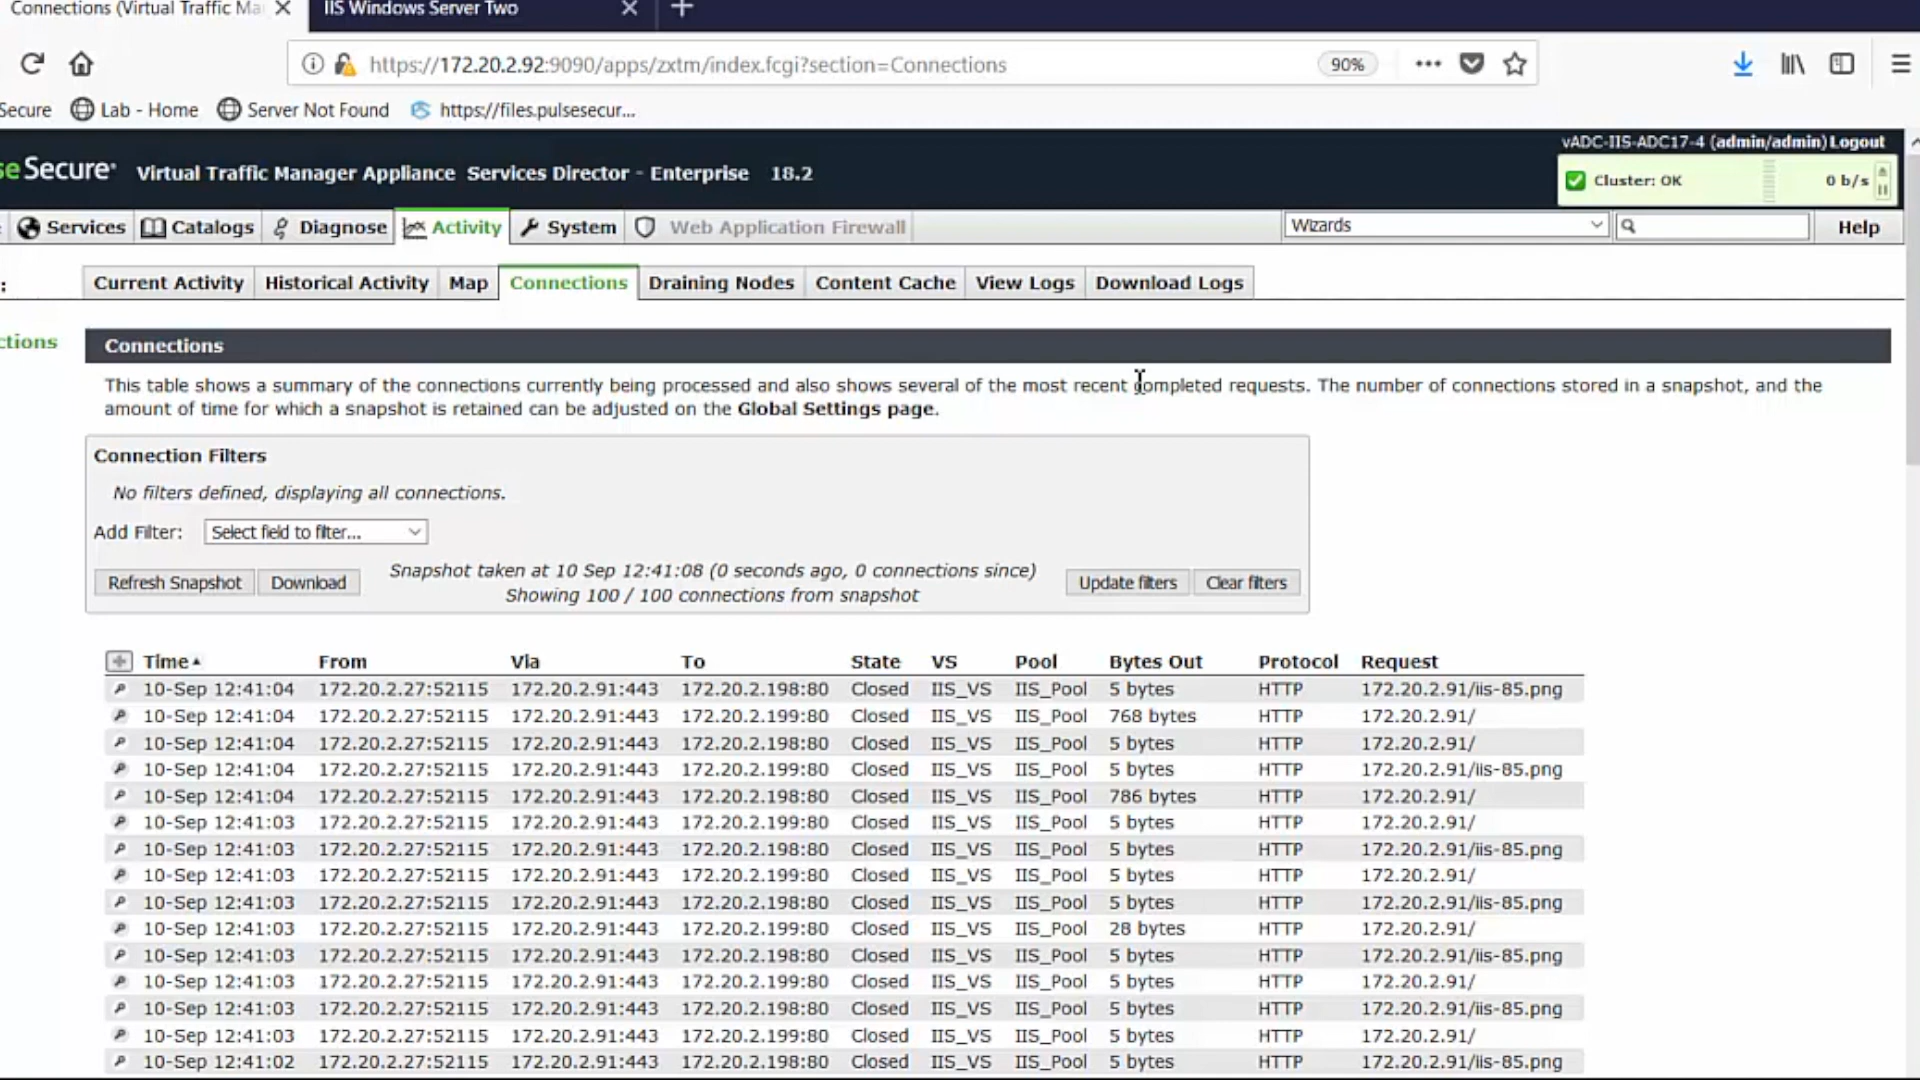 Connections (Virtual Traffic Ma
IIS Windows Server Two
https://172.20.2.92:9090/apps/zxtm/index.fcgi?section=Connections
90%
Secure
Lab - Home
Server Not Found
https://files.pulsesecur...
vADC-IIS-ADC17-4 (admin/admin) Logout
se Secure
Virtual Traffic Manager Appliance Services Director - Enterprise 18.2
Cluster: OK
0 b/s
Services
Catalogs
Diagnose
Activity
System
Web Application Firewall
Wizards
Help
:
Current Activity
Historical Activity
Map
Connections
Draining Nodes
Content Cache
View Logs
Download Logs
ctions
Connections
This table shows a summary of the connections currently being processed and also shows several of the most recent completed requests. The number of connections stored in a snapshot, and the
amount of time for which a snapshot is retained can be adjusted on the Global Settings page.
Connection Filters
No filters defined, displaying all connections.
Add Filter: Select field to filter...
Refresh Snapshot
Download
Snapshot taken at 10 Sep 12:41:08 (0 seconds ago, 0 connections since)
Showing 100 / 100 connections from snapshot
Update filters
Clear filters
Time From Via To State VS Pool Bytes Out Protocol Request
10-Sep 12:41:04 172.20.2.27:52115 172.20.2.91:443 172.20.2.198:80 Closed IIS_VS IIS_Pool 5 bytes HTTP 172.20.2.91/iis-85.png
10-Sep 12:41:04 172.20.2.27:52115 172.20.2.91:443 172.20.2.199:80 Closed IIS_VS IIS_Pool 768 bytes HTTP 172.20.2.91/
10-Sep 12:41:04 172.20.2.27:52115 172.20.2.91:443 172.20.2.198:80 Closed IIS_VS IIS_Pool 5 bytes HTTP 172.20.2.91/
10-Sep 12:41:04 172.20.2.27:52115 172.20.2.91:443 172.20.2.199:80 Closed IIS_VS IIS_Pool 5 bytes HTTP 172.20.2.91/iis-85.png
10-Sep 12:41:04 172.20.2.27:52115 172.20.2.91:443 172.20.2.198:80 Closed IIS_VS IIS_Pool 786 bytes HTTP 172.20.2.91/
10-Sep 12:41:03 172.20.2.27:52115 172.20.2.91:443 172.20.2.199:80 Closed IIS_VS IIS_Pool 5 bytes HTTP 172.20.2.91/
10-Sep 12:41:03 172.20.2.27:52115 172.20.2.91:443 172.20.2.198:80 Closed IIS_VS IIS_Pool 5 bytes HTTP 172.20.2.91/iis-85.png
10-Sep 12:41:03 172.20.2.27:52115 172.20.2.91:443 172.20.2.199:80 Closed IIS_VS IIS_Pool 5 bytes HTTP 172.20.2.91/
10-Sep 12:41:03 172.20.2.27:52115 172.20.2.91:443 172.20.2.198:80 Closed IIS_VS IIS_Pool 5 bytes HTTP 172.20.2.91/iis-85.png
10-Sep 12:41:03 172.20.2.27:52115 172.20.2.91:443 172.20.2.199:80 Closed IIS_VS IIS_Pool 28 bytes HTTP 172.20.2.91/
10-Sep 12:41:03 172.20.2.27:52115 172.20.2.91:443 172.20.2.198:80 Closed IIS_VS IIS_Pool 5 bytes HTTP 172.20.2.91/iis-85.png
10-Sep 12:41:03 172.20.2.27:52115 172.20.2.91:443 172.20.2.199:80 Closed IIS_VS IIS_Pool 5 bytes HTTP 172.20.2.91/
10-Sep 12:41:03 172.20.2.27:52115 172.20.2.91:443 172.20.2.198:80 Closed IIS_VS IIS_Pool 5 bytes HTTP 172.20.2.91/iis-85.png
10-Sep 12:41:03 172.20.2.27:52115 172.20.2.91:443 172.20.2.199:80 Closed IIS_VS IIS_Pool 5 bytes HTTP 172.20.2.91/
10-Sep 12:41:02 172.20.2.27:52115 172.20.2.91:443 172.20.2.198:80 Closed IIS_VS IIS_Pool 5 bytes HTTP 172.20.2.91/iis-85.png